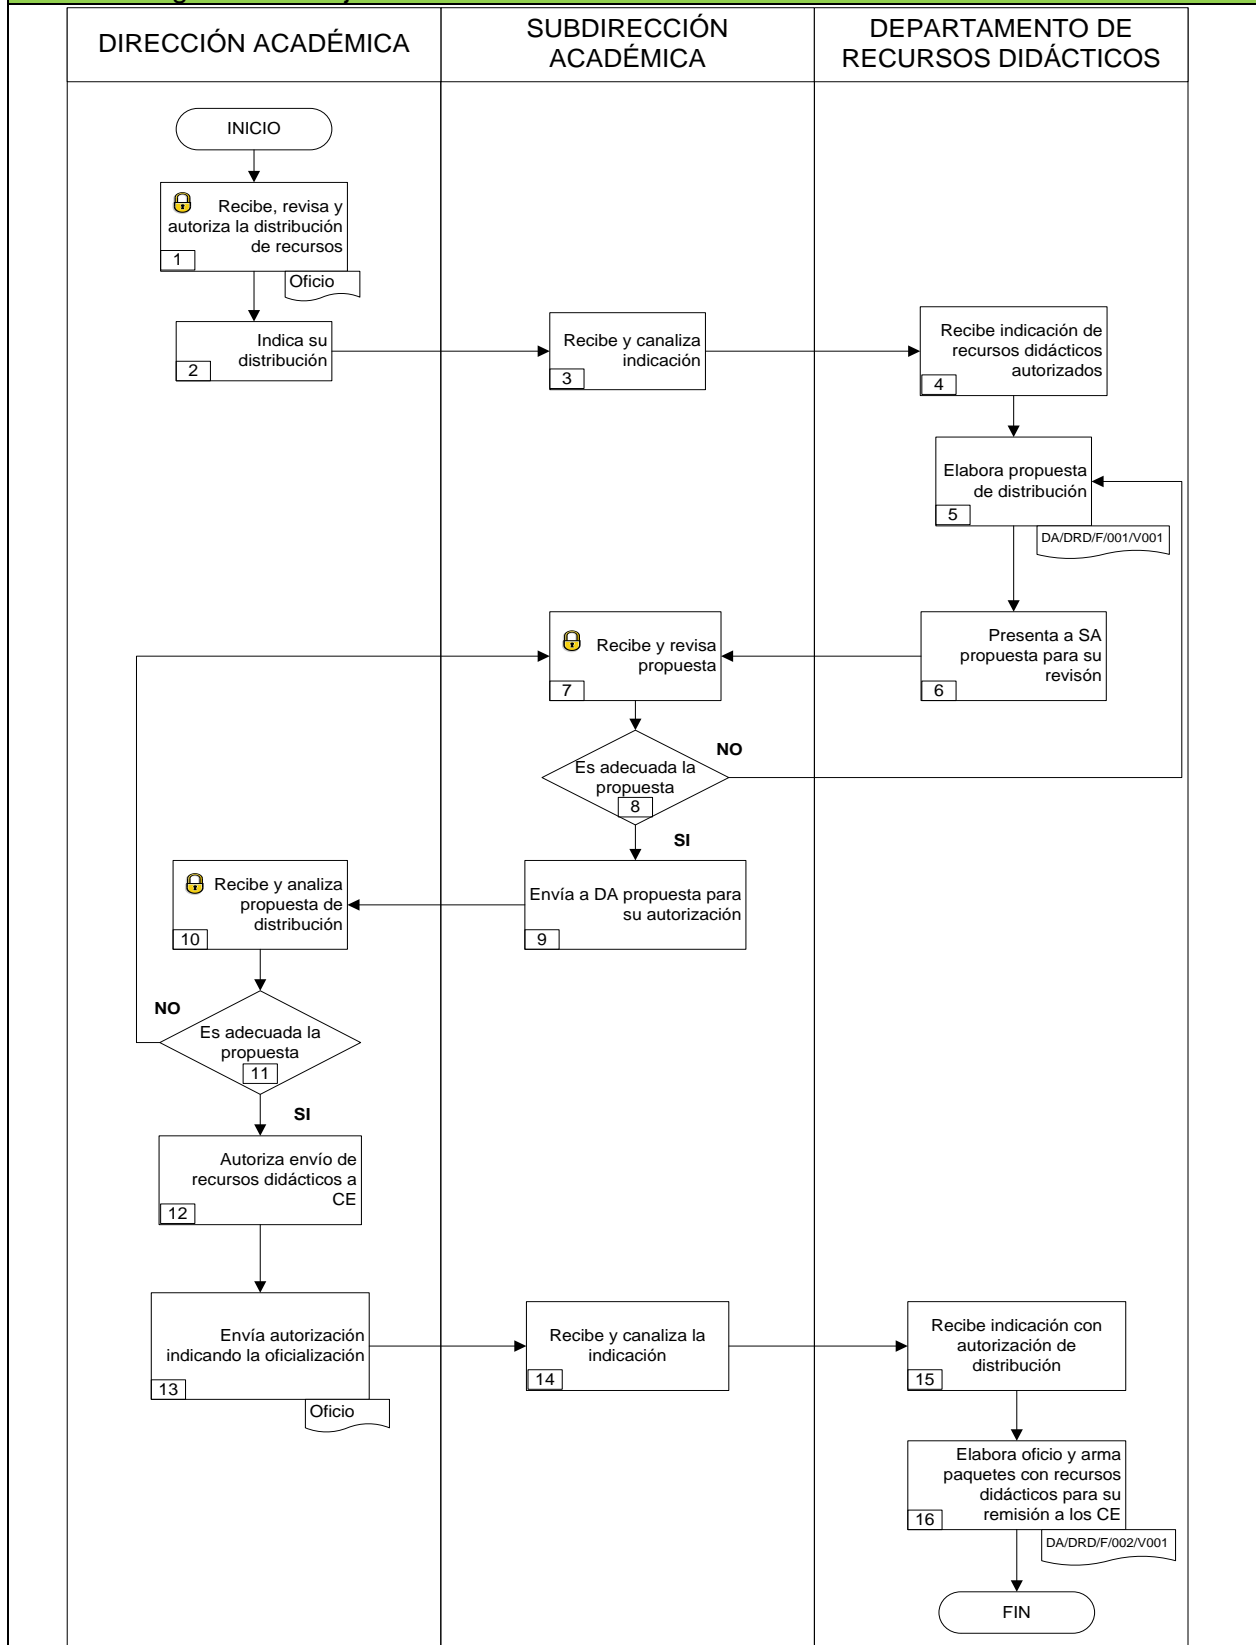 DIRECCIÓN ACADÉMICA
SUBDIRECCIÓN
ACADÉMICA
DEPARTAMENTO DE
RECURSOS DIDÁCTICOS
INICIO
Recibe, revisa y
autoriza la distribución
de recursos
1
Oficio
Indica su
distribución
2
Recibe y canaliza
indicación
3
Recibe indicación de
recursos didácticos
autorizados
4
Elabora propuesta
de distribución
5
DA/DRD/F/001/V001
Presenta a SA
propuesta para su
revisón
6
Recibe y revisa
propuesta
7
Es adecuada la
propuesta
8
NO
SI
Envía a DA propuesta para
su autorización
9
Recibe y analiza
propuesta de
distribución
10
Es adecuada la
propuesta
11
NO
SI
Autoriza envío de
recursos didácticos a
CE
12
Envía autorización
indicando la oficialización
13
Oficio
Recibe y canaliza la
indicación
14
Recibe indicación con
autorización de
distribución
15
Elabora oficio y arma
paquetes con recursos
didácticos para su
remisión a los CE
16
DA/DRD/F/002/V001
FIN